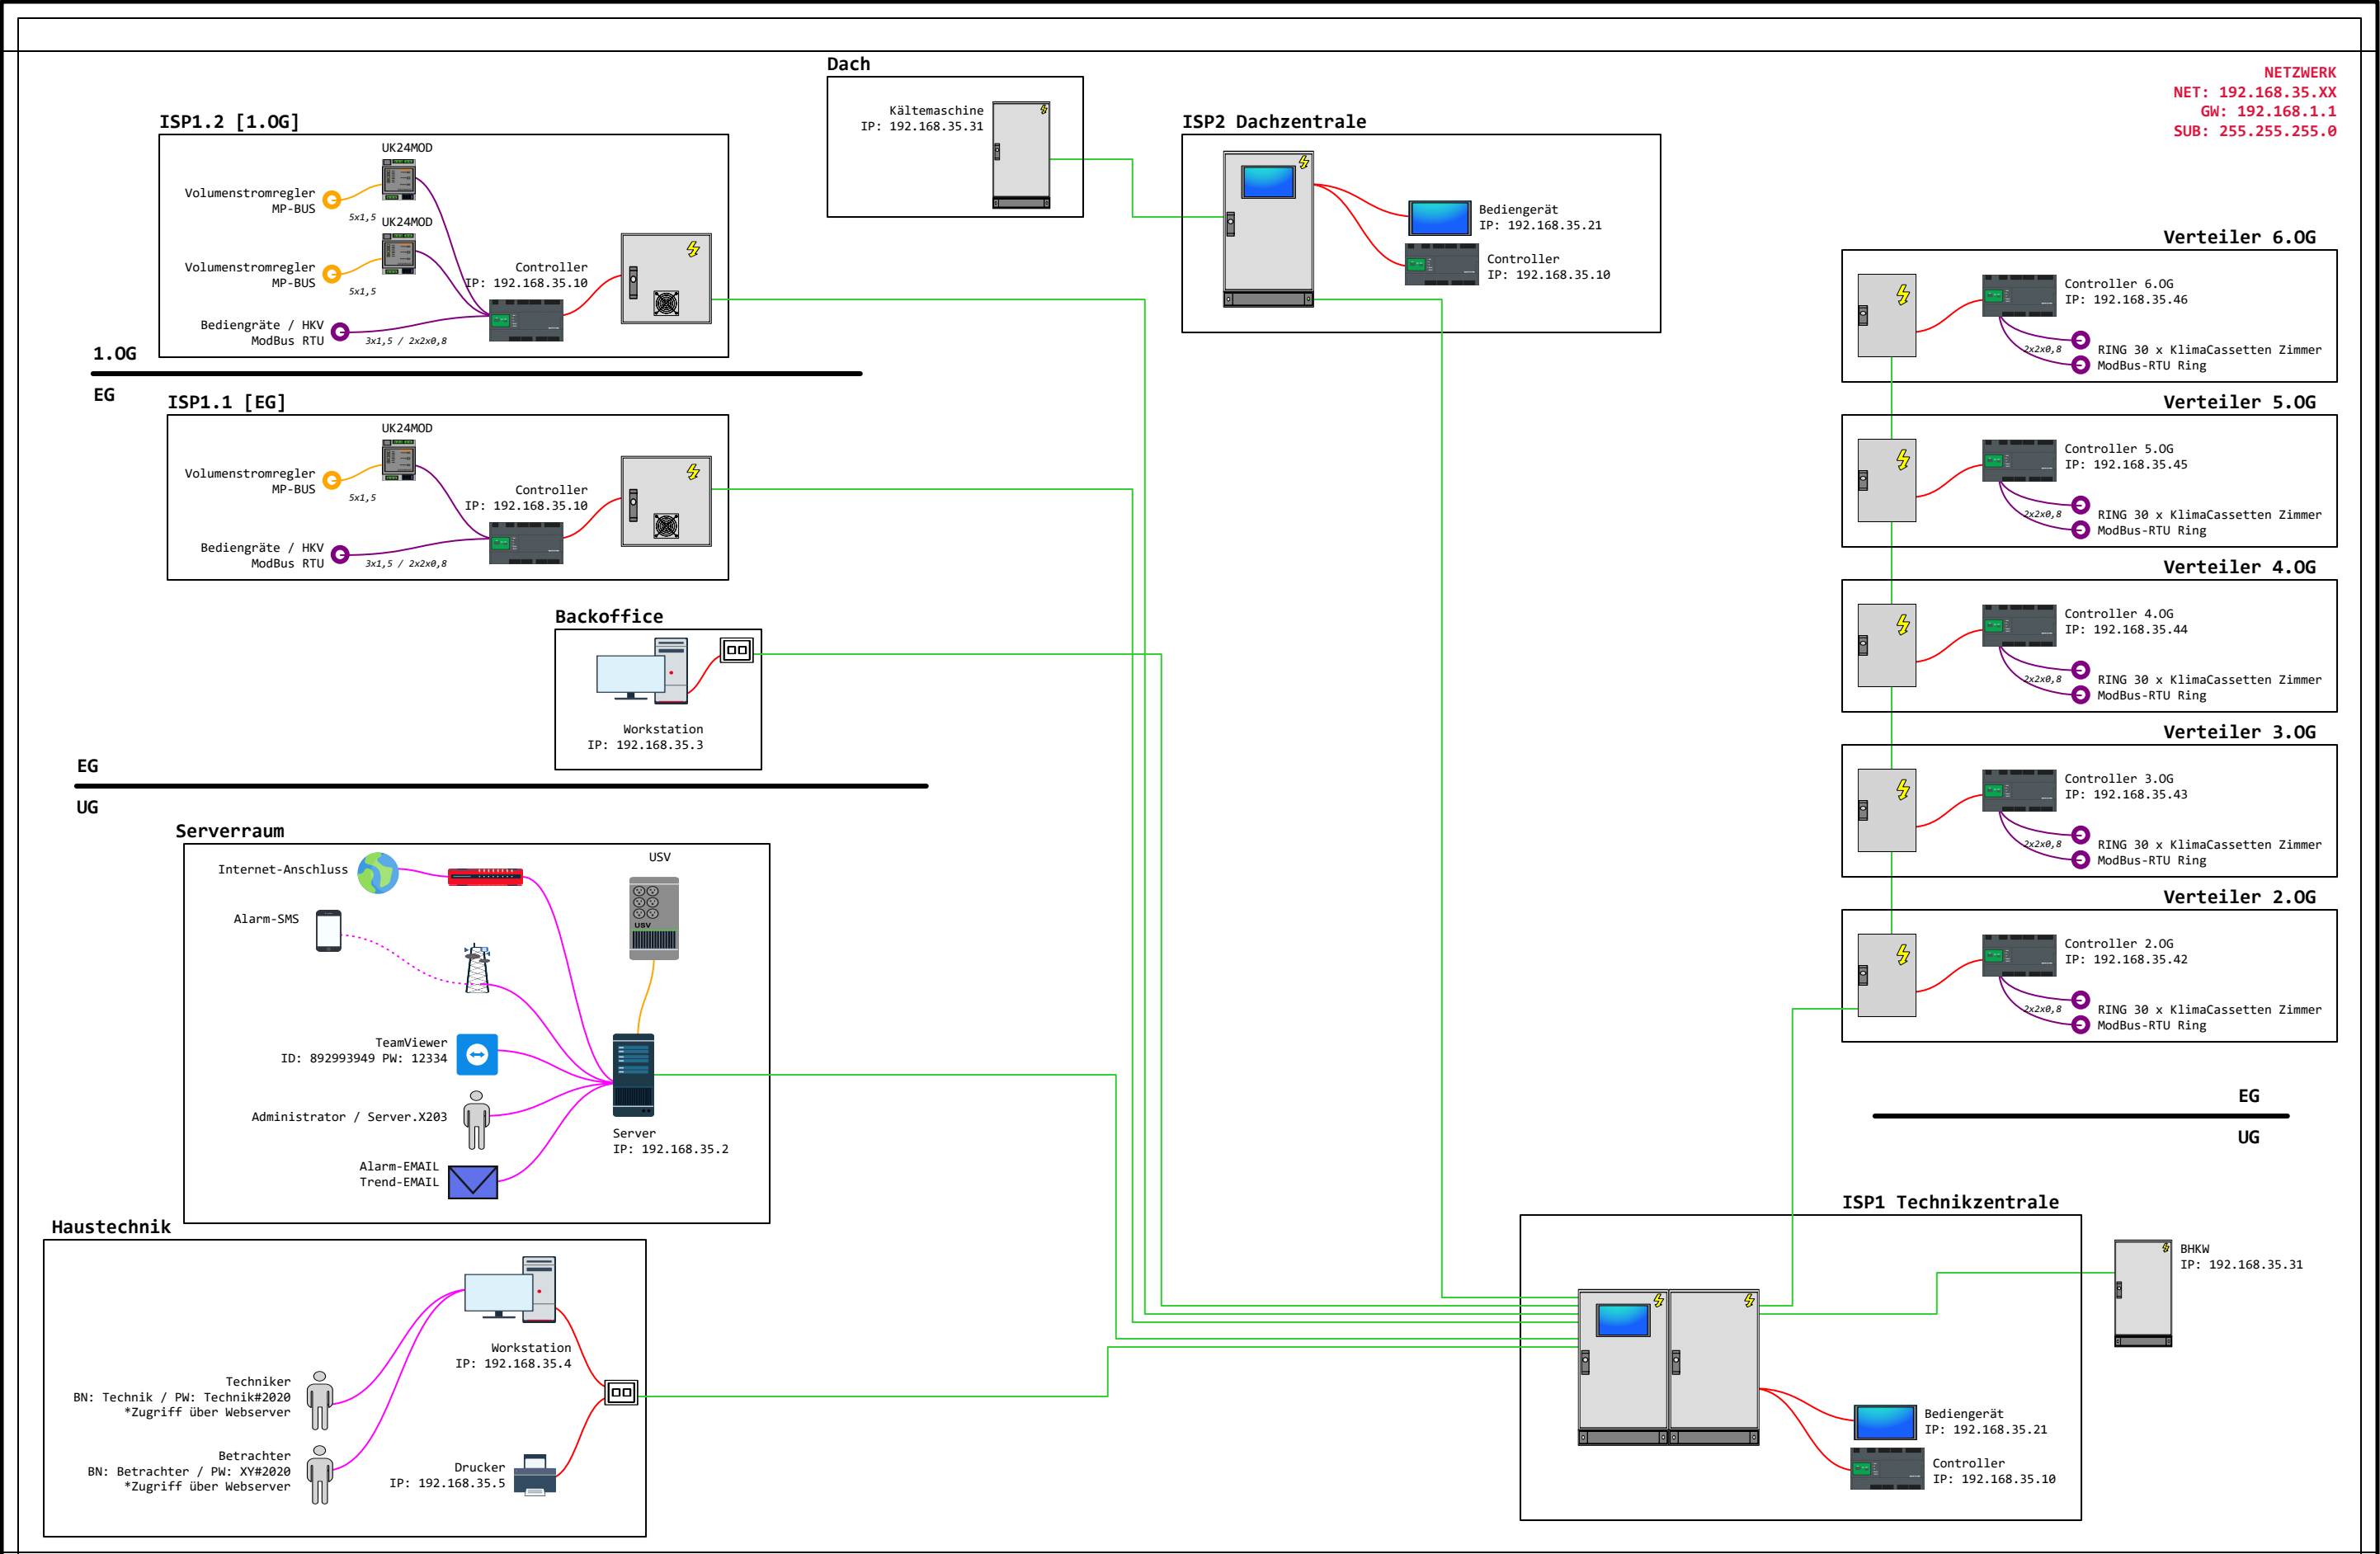 NETZWERK
NET: 192.168.35.XX
GW: 192.168.1.1
SUB: 255.255.255.0
Dach
Kältemaschine
IP: 192.168.35.31
ISP1.2 [1.OG]
UK24MOD
Volumenstromregler
MP-BUS
5x1,5
UK24MOD
Volumenstromregler
MP-BUS
5x1,5
Controller
IP: 192.168.35.10
Bediengräte / HKV
ModBus RTU
3x1,5 / 2x2x0,8
1.OG
EG
ISP2 Dachzentrale
Bediengerät
IP: 192.168.35.21
Controller
IP: 192.168.35.10
Verteiler 6.OG
Controller 6.OG
IP: 192.168.35.46
2x2x0,8
RING 30 x KlimaCassetten Zimmer
ModBus-RTU Ring
ISP1.1 [EG]
UK24MOD
Volumenstromregler
MP-BUS
5x1,5
Controller
IP: 192.168.35.10
Bediengräte / HKV
ModBus RTU
3x1,5 / 2x2x0,8
Verteiler 5.OG
Controller 5.OG
IP: 192.168.35.45
2x2x0,8
RING 30 x KlimaCassetten Zimmer
ModBus-RTU Ring
Verteiler 4.OG
Controller 4.OG
IP: 192.168.35.44
2x2x0,8
RING 30 x KlimaCassetten Zimmer
ModBus-RTU Ring
Backoffice
Workstation
IP: 192.168.35.3
EG
UG
Verteiler 3.OG
Controller 3.OG
IP: 192.168.35.43
2x2x0,8
RING 30 x KlimaCassetten Zimmer
ModBus-RTU Ring
Verteiler 2.OG
Controller 2.OG
IP: 192.168.35.42
2x2x0,8
RING 30 x KlimaCassetten Zimmer
ModBus-RTU Ring
EG
UG
Serverraum
Internet-Anschluss
USV
USV
Alarm-SMS
TeamViewer
ID: 892993949 PW: 12334
Administrator / Server.X203
Server
IP: 192.168.35.2
Alarm-EMAIL
Trend-EMAIL
Haustechnik
Workstation
IP: 192.168.35.4
Techniker
BN: Technik / PW: Technik#2020
*Zugriff über Webserver
Betrachter
BN: Betrachter / PW: XY#2020
*Zugriff über Webserver
Drucker
IP: 192.168.35.5
ISP1 Technikzentrale
BHKW
IP: 192.168.35.31
Bediengerät
IP: 192.168.35.21
Controller
IP: 192.168.35.10